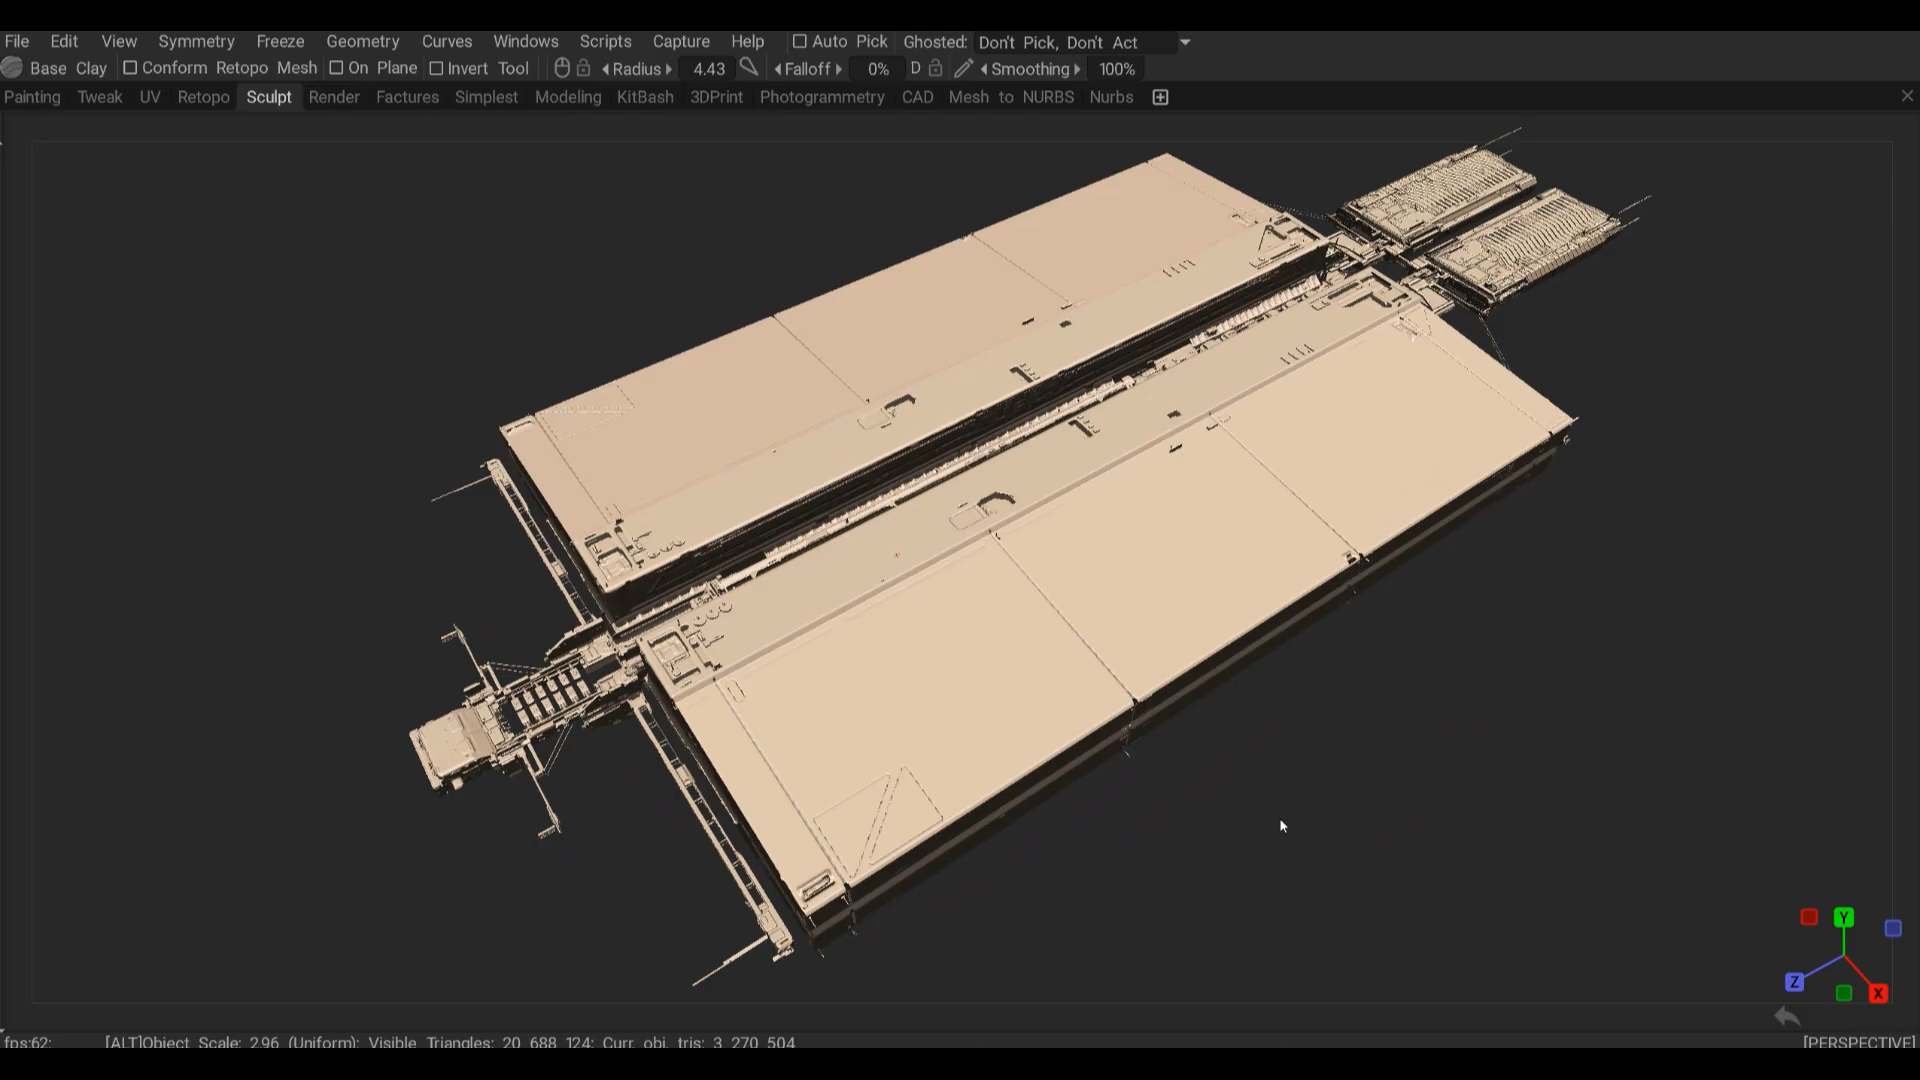 File Edit View Symmetry Freeze Geometry Curves Windows Scripts Capture Help Auto Pick Ghosted: Don't Pick, Don't Act
Base Clay Conform Retopo Mesh On Plane Invert Tool Radius 4.43 Falloff 0% D Smoothing 100%
Painting Tweak UV Retopo Sculpt Render Factures Simplest Modeling KitBash 3DPrint Photogrammetry CAD Mesh to NURBS Nurbs
Y
Z
X
fps:62; [ALT]Object Scale: 2.96 (Uniform); Visible Triangles: 20 688 124; Curr. obj. tris: 3 270 504 [PERSPECTIVE]